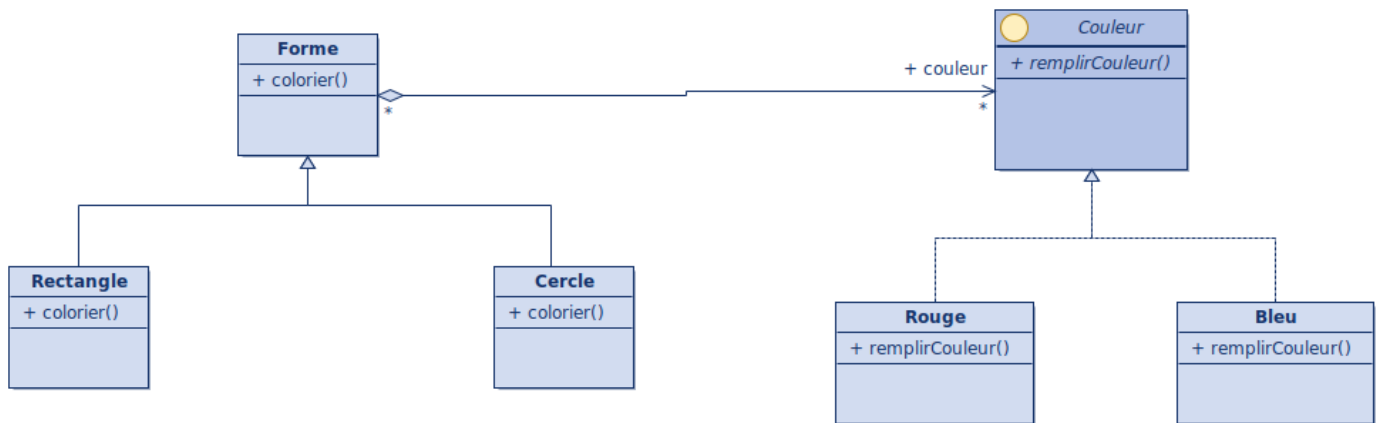 Forme
+ colorier()
*
+ couleur
*
Couleur
+ remplirCouleur()
Rectangle
+ colorier()
Cercle
+ colorier()
Rouge
+ remplirCouleur()
Bleu
+ remplirCouleur()